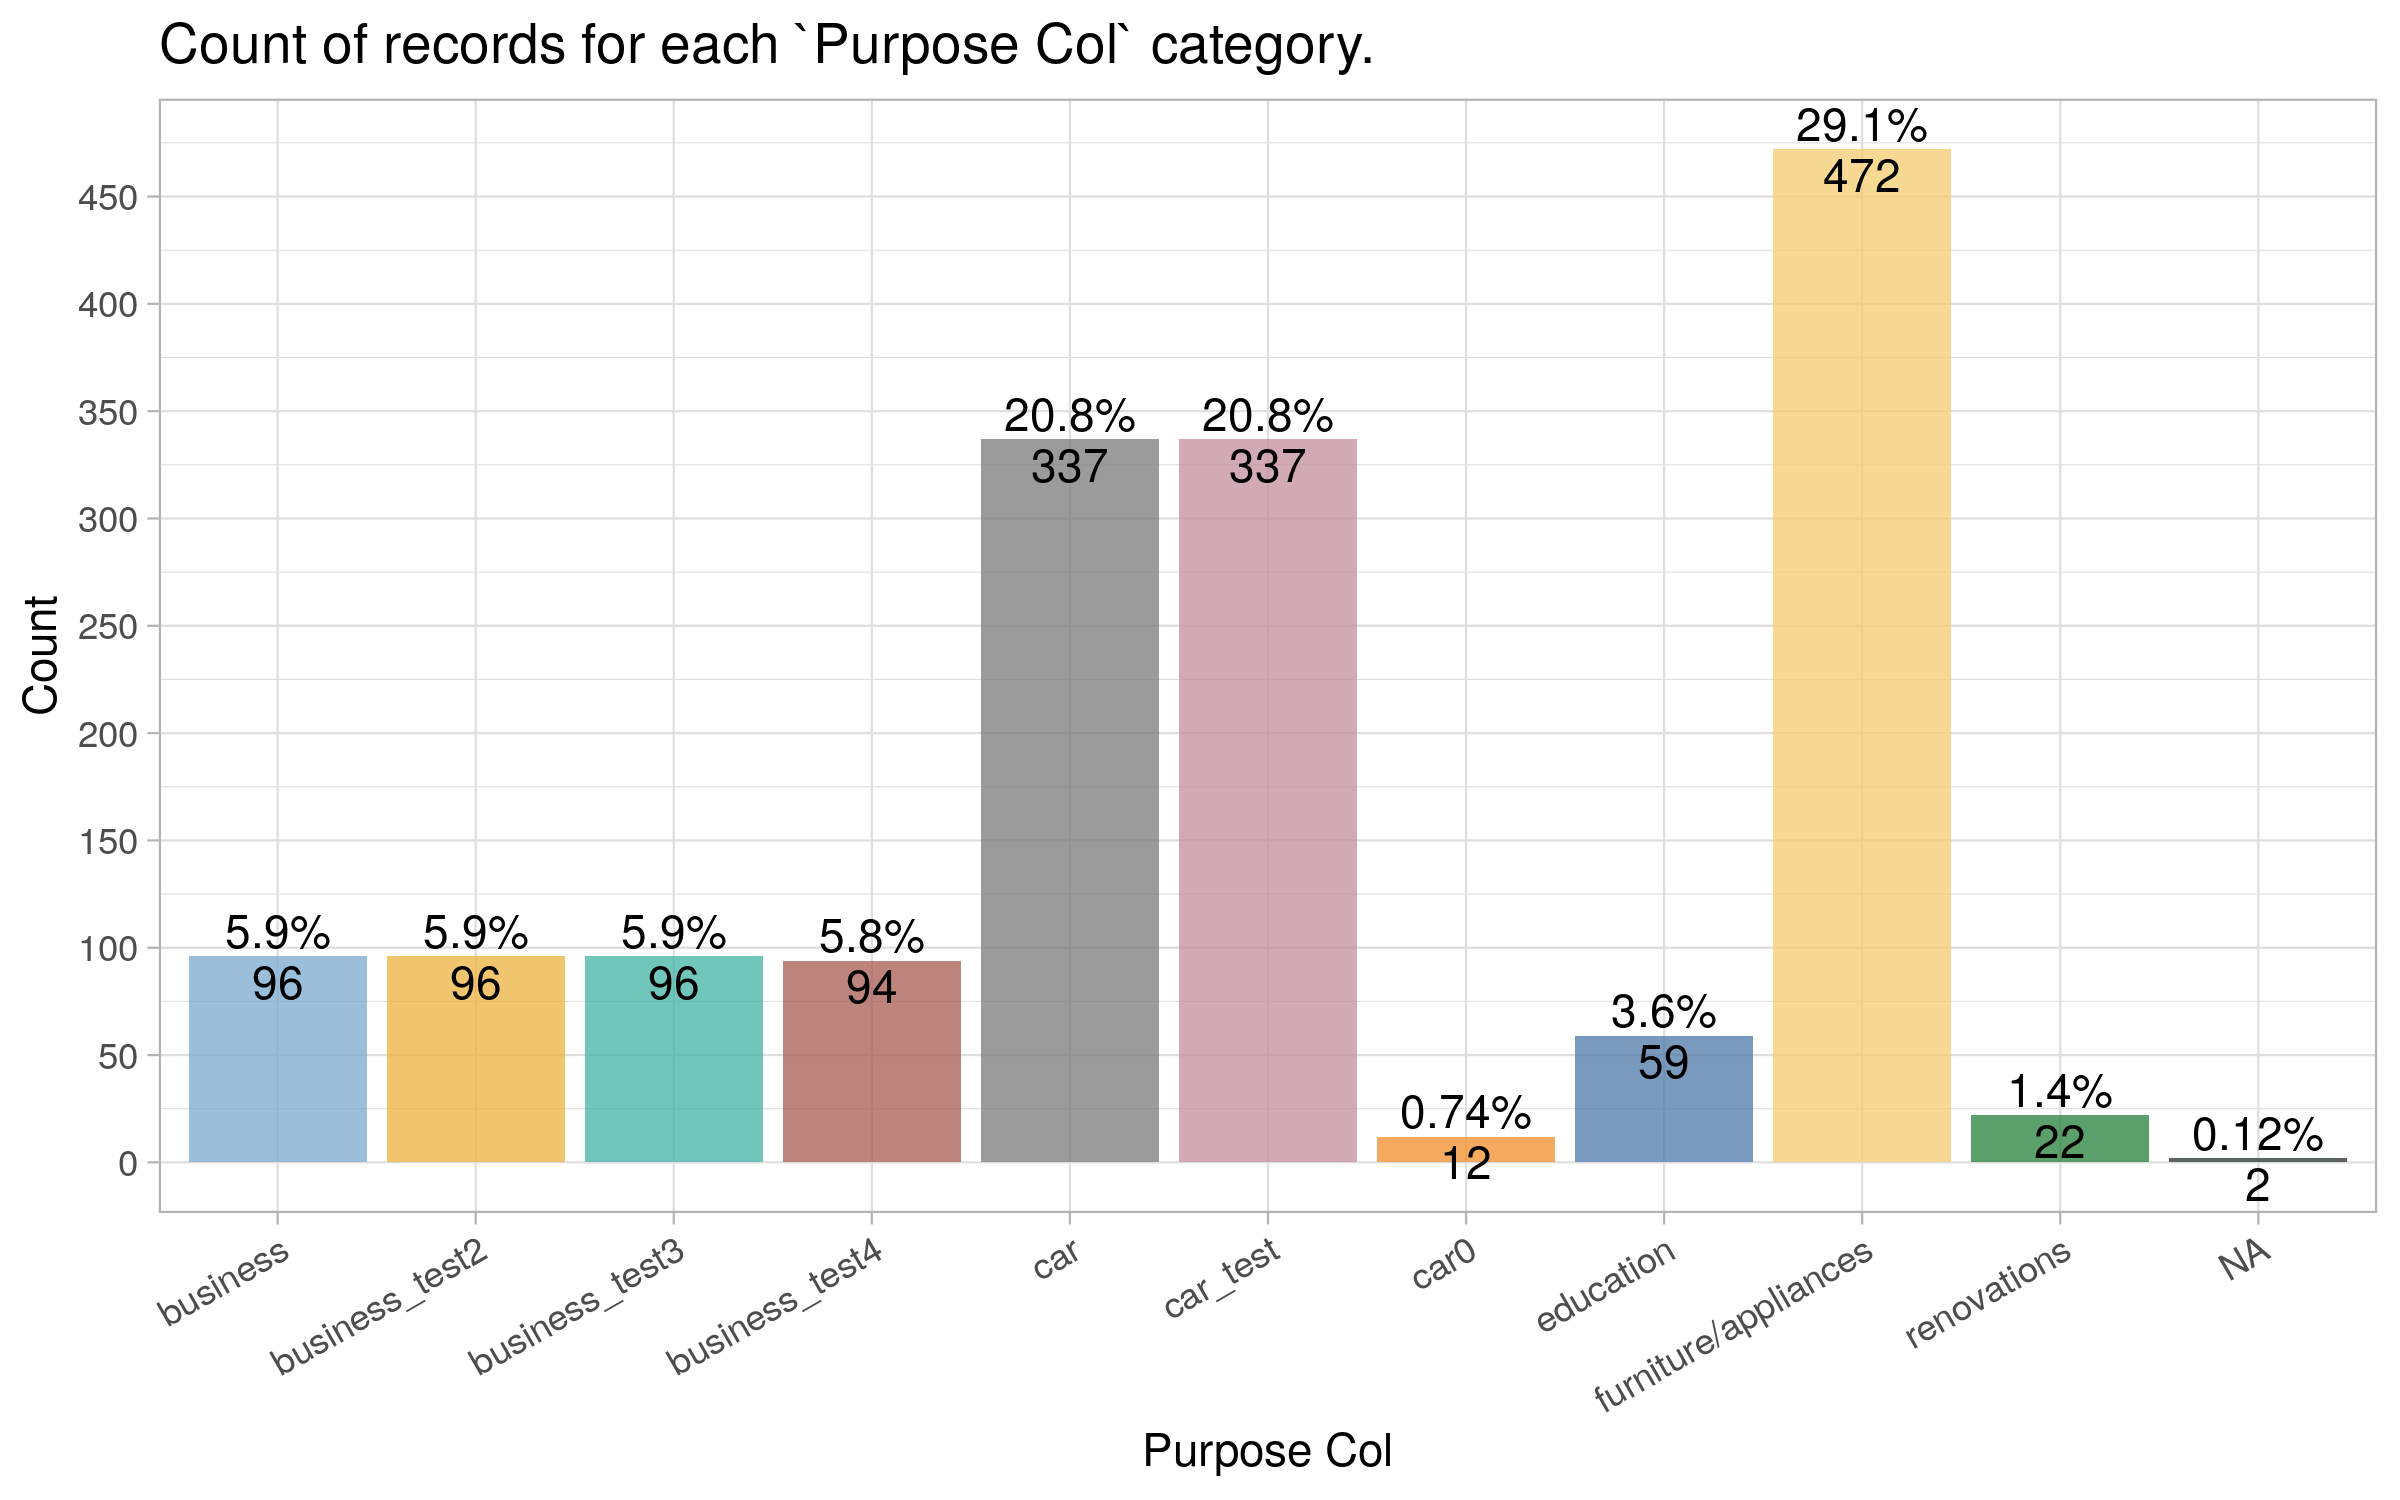 Count of records for each `Purpose Col` category.
29.1%
472
450
400
20.8%
20.8%
350
337
337
300
Count
250
200
150
5.9%
5.9%
5.9%
5.8%
100
96
96
96
94
3.6%
50
59
0.74%
1.4%
0.12%
0
12
22
2
business
business_test2
business_test3
business_test4
car
car_test
car0
education
furniture/appliances
renovations
NA
Purpose Col